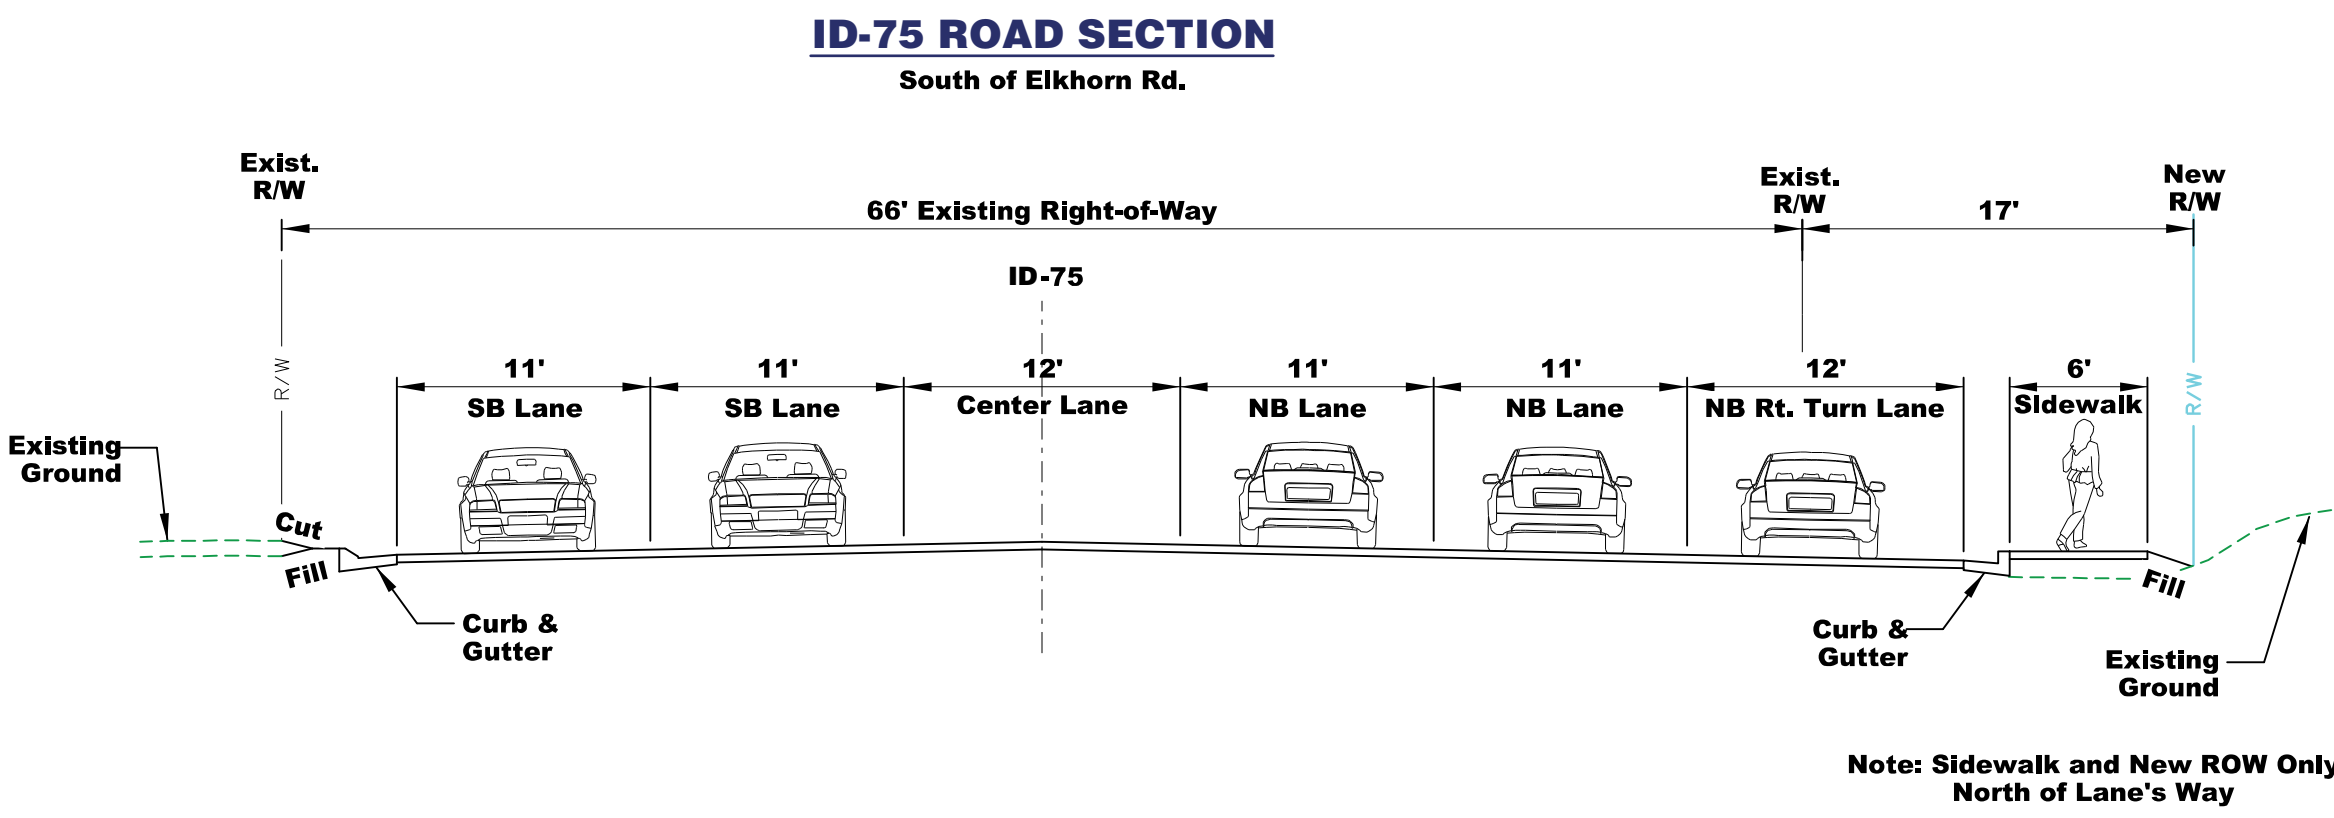 ID-75 ROAD SECTION
South of Elkhorn Rd.
Exist.
R/W
66' Existing Right-of-Way
Exist.
R/W
17'
New
R/W
ID-75
R/W
11'
SB Lane
11'
SB Lane
12'
Center Lane
11'
NB Lane
11'
NB Lane
12'
NB Rt. Turn Lane
6'
SIdewalk
R/W
Existing
Ground
Cut
Fill
Curb &
Gutter
Fill
Curb &
Gutter
Existing
Ground
Note: Sidewalk and New ROW Only
North of Lane's Way